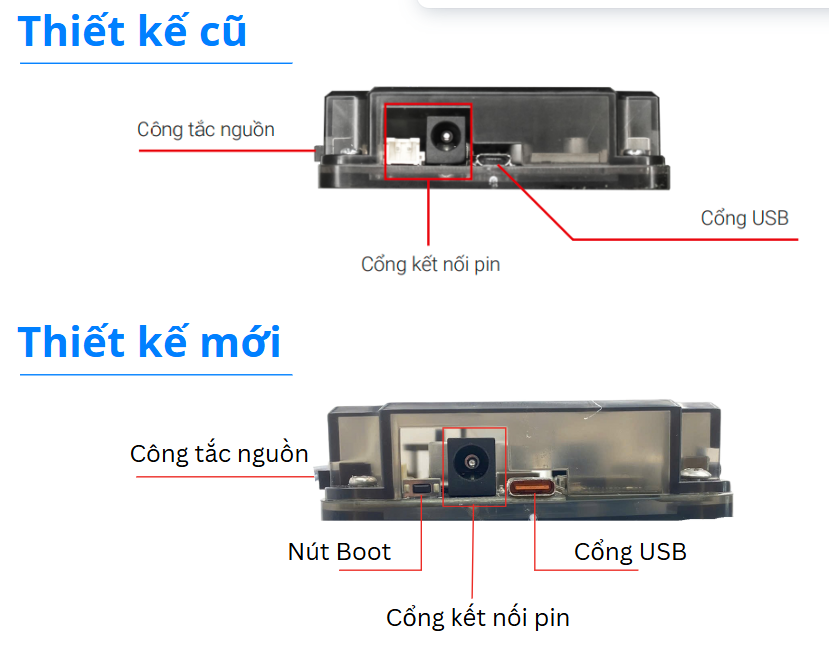 Thiết kế cũ
Công tắc nguồn
Cổng USB
Cổng kết nối pin
Thiết kế mới
Công tắc nguồn
Nút Boot
Cổng USB
Cổng kết nối pin